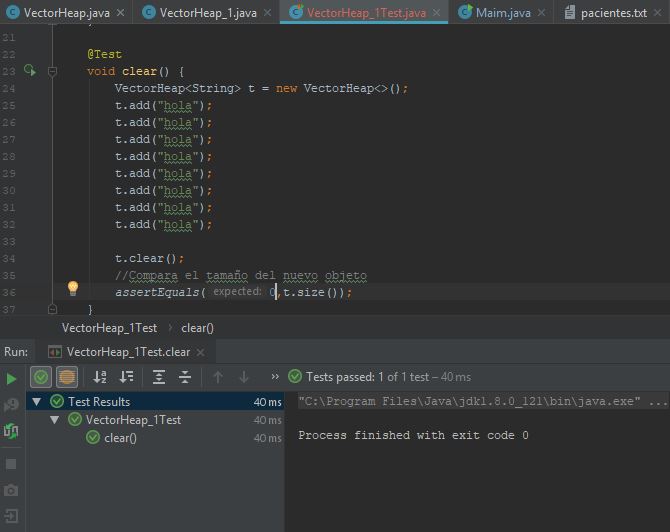 VectorHeap.java × VectorHeap_1.java × VectorHeap_1Test.java × Maim.java × pacientes.txt ×
21
22 @Test
23 void clear() {
24 VectorHeap<String> t = new VectorHeap<>();
25 t.add("hola");
26 t.add("hola");
27 t.add("hola");
28 t.add("hola");
29 t.add("hola");
30 t.add("hola");
31 t.add("hola");
32 t.add("hola");
33
34 t.clear();
35 //Compara el tamaño del nuevo objeto
36 assertEquals( expected: 0,t.size());
37 }
VectorHeap_1Test › clear()
Run: VectorHeap_1Test.clear ×
» Tests passed: 1 of 1 test – 40 ms
Test Results 40 ms
VectorHeap_1Test 40 ms
clear() 40 ms
"C:\Program Files\Java\jdk1.8.0_121\bin\java.exe" ...
Process finished with exit code 0